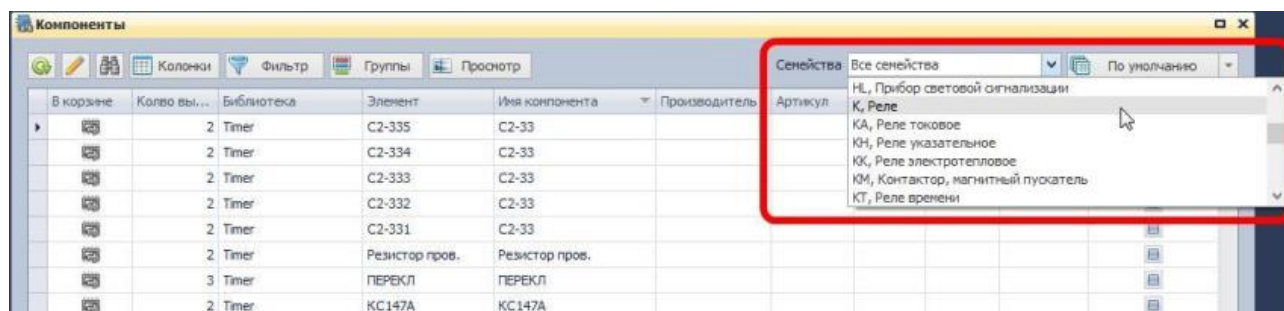 Компоненты
Колонки Фильтр Группы Просмотр Семейства Все семейства По умолчанию
В корзине Колво вы... Библиотека Элемент Имя компонента Производитель Артикул
HL, Прибор световой сигнализации
K, Реле
KA, Реле токовое
KH, Реле указательное
KK, Реле электротепловое
KM, Контактор, магнитный пускатель
KT, Реле времени
2 Timer C2-335 C2-33
2 Timer C2-334 C2-33
2 Timer C2-333 C2-33
2 Timer C2-332 C2-33
2 Timer C2-331 C2-33
2 Timer Резистор пров. Резистор пров.
3 Timer ПЕРЕКЛ ПЕРЕКЛ
2 Timer KC147A KC147A